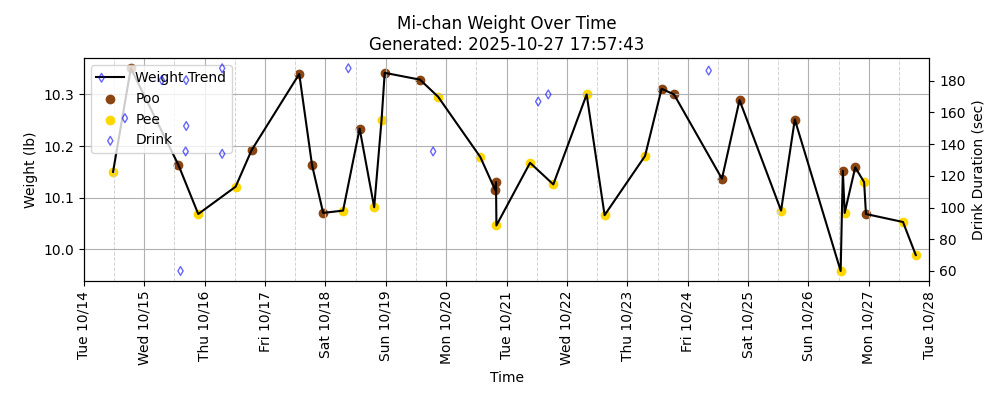 Mi-chan Weight Over Time
Generated: 2025-10-27 17:57:43
Weight Trend
Poo
Pee
Drink
Weight (lb)
10.3
10.2
10.1
10.0
Drink Duration (sec)
180
160
140
120
100
80
60
Tue 10/14
Wed 10/15
Thu 10/16
Fri 10/17
Sat 10/18
Sun 10/19
Mon 10/20
Tue 10/21
Wed 10/22
Thu 10/23
Fri 10/24
Sat 10/25
Sun 10/26
Mon 10/27
Tue 10/28
Time